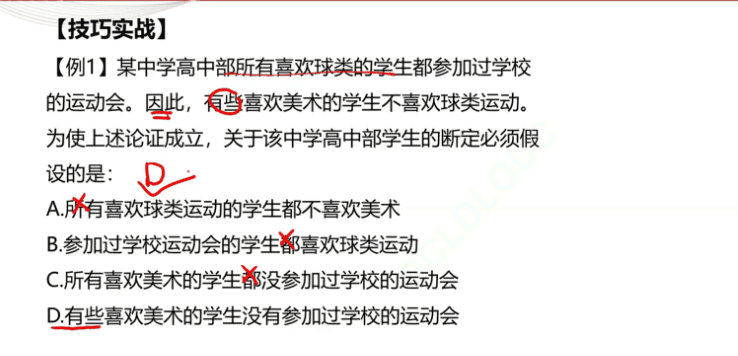 【技巧实战】
【例1】某中学高中部所有喜欢球类的学生都参加过学校
的运动会。因此，有些喜欢美术的学生不喜欢球类运动。
为使上述论证成立，关于该中学高中部学生的断定必须假
设的是：D
A.所有喜欢球类运动的学生都不喜欢美术
B.参加过学校运动会的学生都喜欢球类运动
C.所有喜欢美术的学生都没参加过学校的运动会
D.有些喜欢美术的学生没有参加过学校的运动会